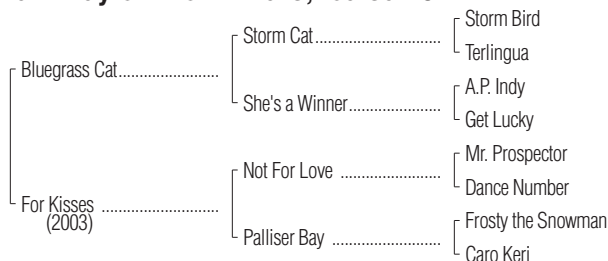 Storm Bird
Storm Cat
Terlingua
Bluegrass Cat
A.P. Indy
She's a Winner
Get Lucky
Mr. Prospector
Not For Love
Dance Number
For Kisses
(2003)
Frosty the Snowman
Palliser Bay
Caro Keri